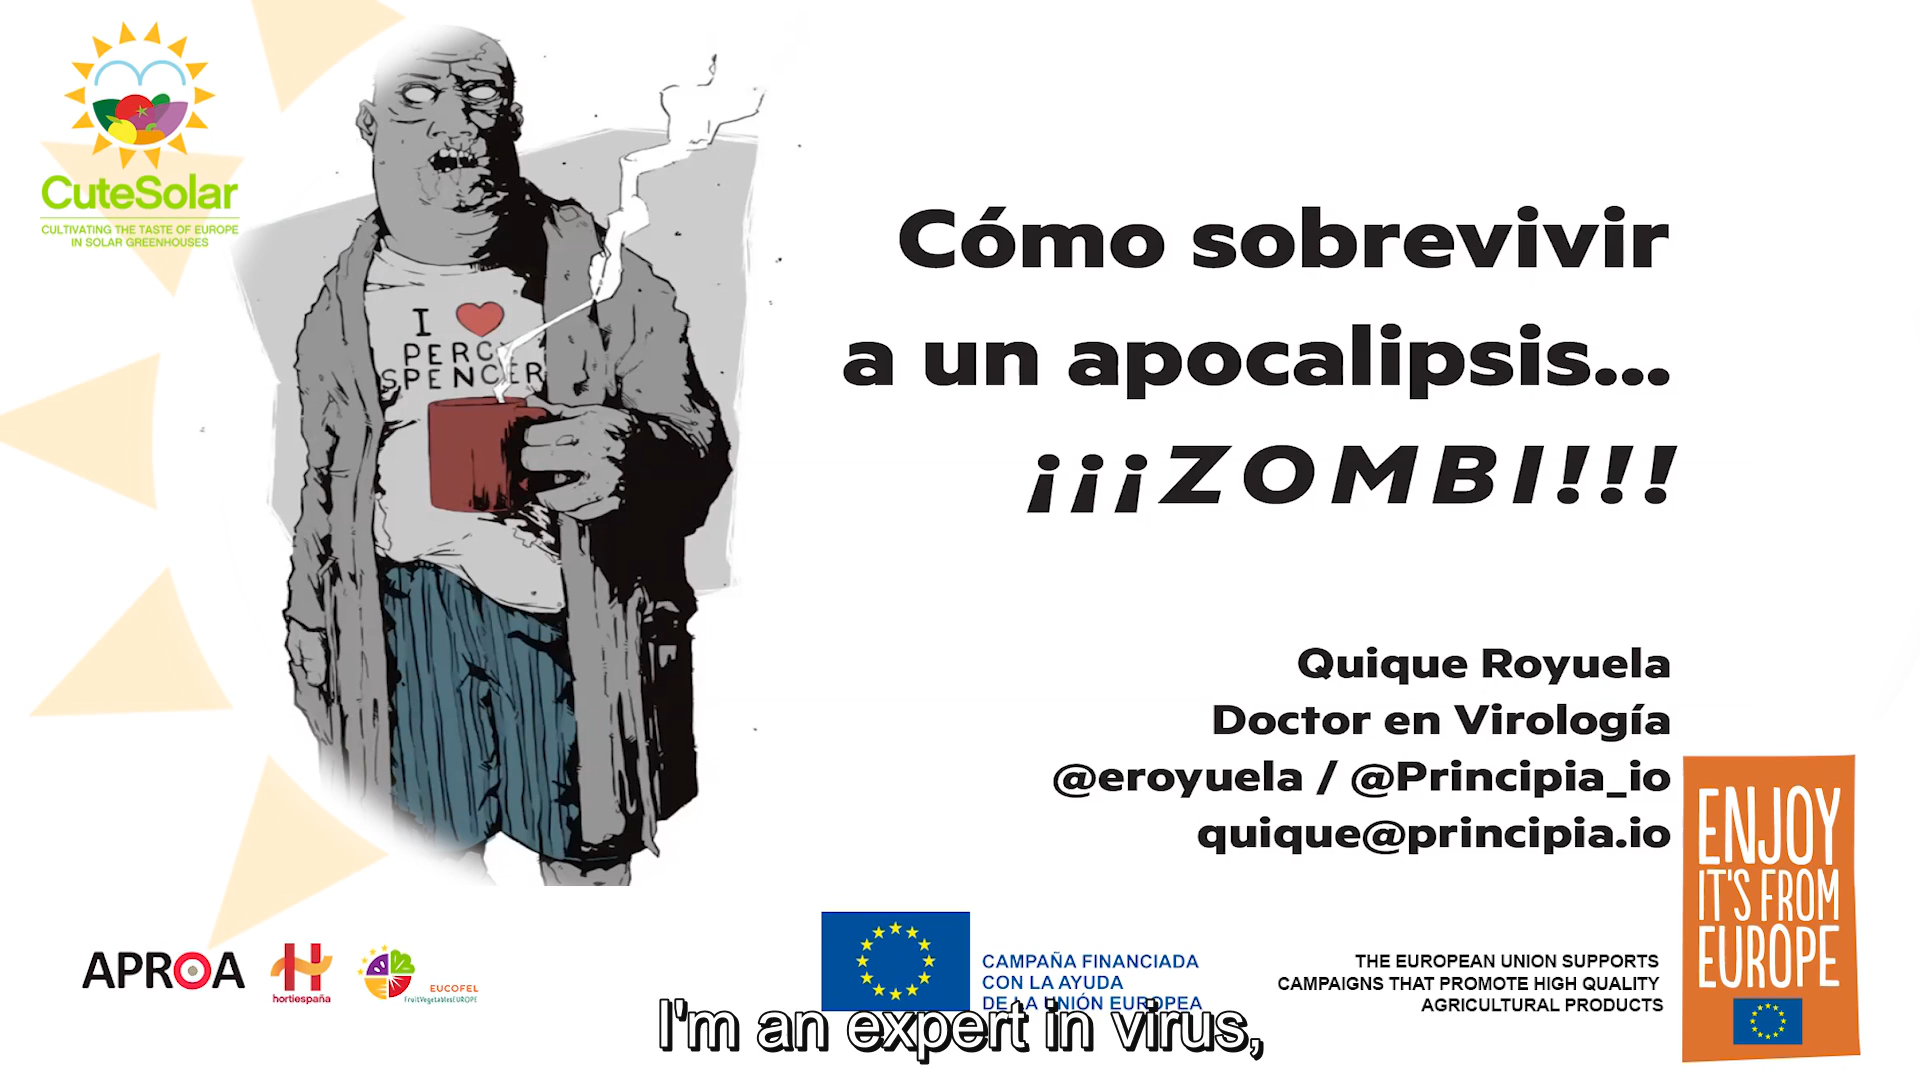 CuteSolar
CULTIVATING THE TASTE OF EUROPE
IN SOLAR GREENHOUSES
I ❤
PERCY
SPENCER
Cómo sobrevivir
a un apocalipsis...
¡¡¡ZOMBI!!!
Quique Royuela
Doctor en Virología
@eroyuela / @Principia_io
quique@principia.io
ENJOY
IT'S FROM
EUROPE
APROA
hortiespaña
EUCOFEL
FruitVegetablesEUROPE
CAMPAÑA FINANCIADA
CON LA AYUDA
DE LA UNIÓN EUROPEA
THE EUROPEAN UNION SUPPORTS
CAMPAIGNS THAT PROMOTE HIGH QUALITY
AGRICULTURAL PRODUCTS
I'm an expert in virus,